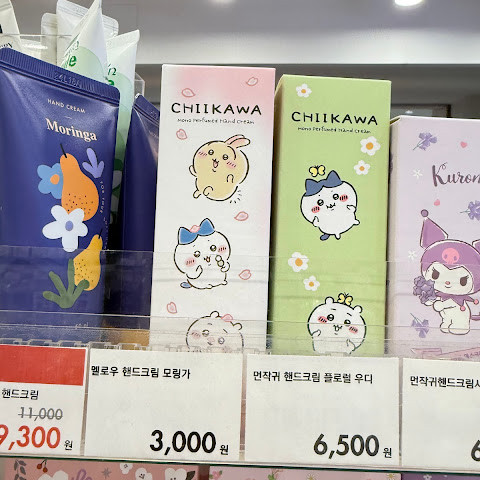 HAND CREAM
Moringa
CHIIKAWA
Mono Perfumed Hand Cream
CHIIKAWA
Mono Perfumed Hand Cream
Kurom
핸드크림
11,000
9,300 원
멜로우 핸드크림 모링가
3,000 원
먼작귀 핸드크림 플로럴 우디
6,500 원
먼작귀핸드크림
6